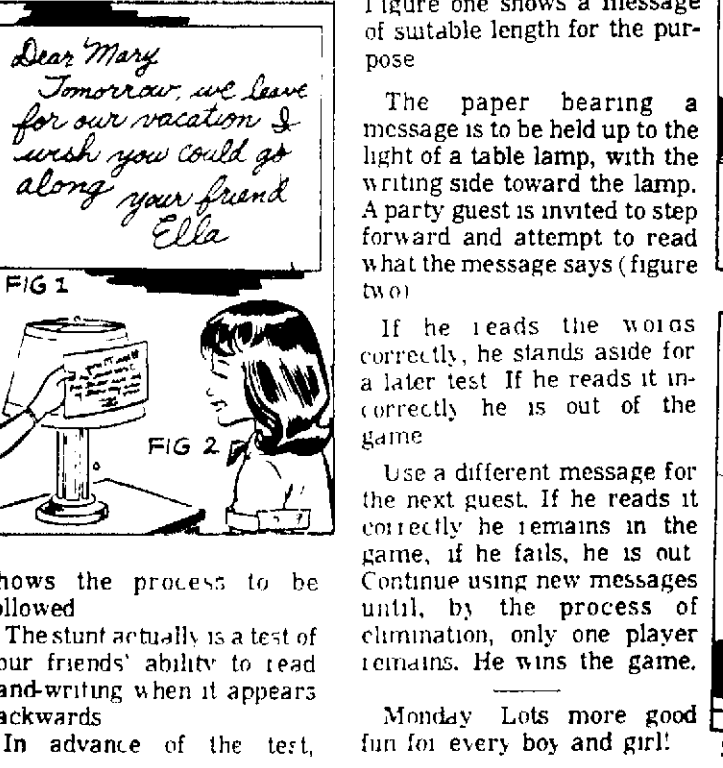 Dear Mary
Tomorrow, we leave
for our vacation I
wish you could go
along your friend
Ella
FIG 1
FIG 2
hows the process to be
ollowed
The stunt actually is a test of
our friends' ability to read
and-writing when it appears
ackwards
In advance of the test,
Figure one shows a message
of suitable length for the pur-
pose
The paper bearing a
message is to be held up to the
light of a table lamp, with the
writing side toward the lamp.
A party guest is invited to step
forward and attempt to read
what the message says (figure
two)
If he reads the words
correctly, he stands aside for
a later test If he reads it in-
correctly he is out of the
game
Use a different message for
the next guest. If he reads it
correctly he remains in the
game, if he fails, he is out
Continue using new messages
until, by the process of
elimination, only one player
remains. He wins the game.
Monday Lots more good
fun for every boy and girl!